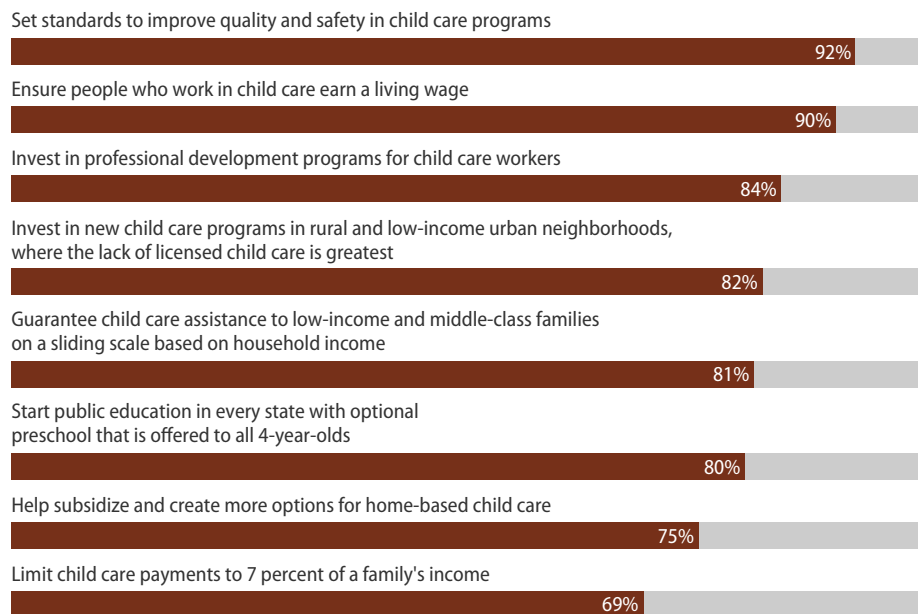 Set standards to improve quality and safety in child care programs
92%
Ensure people who work in child care earn a living wage
90%
Invest in professional development programs for child care workers
84%
Invest in new child care programs in rural and low-income urban neighborhoods,
where the lack of licensed child care is greatest
82%
Guarantee child care assistance to low-income and middle-class families
on a sliding scale based on household income
81%
Start public education in every state with optional
preschool that is offered to all 4-year-olds
80%
Help subsidize and create more options for home-based child care
75%
Limit child care payments to 7 percent of a family's income
69%